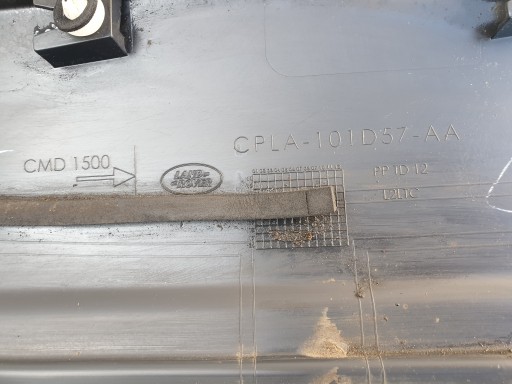 CPLA-101D57-AA
CMD 1500
LAND-
-ROVER